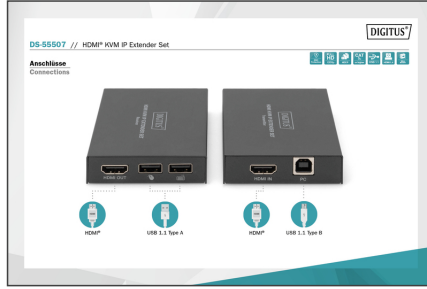 DIGITUS®
DS-55507 // HDMI® KVM IP Extender Set
Anschlüsse
Connections
HDMI OUT
HDMI IN
PC
HDMI®
USB 1.1 Type A
HDMI®
USB 1.1 Type B